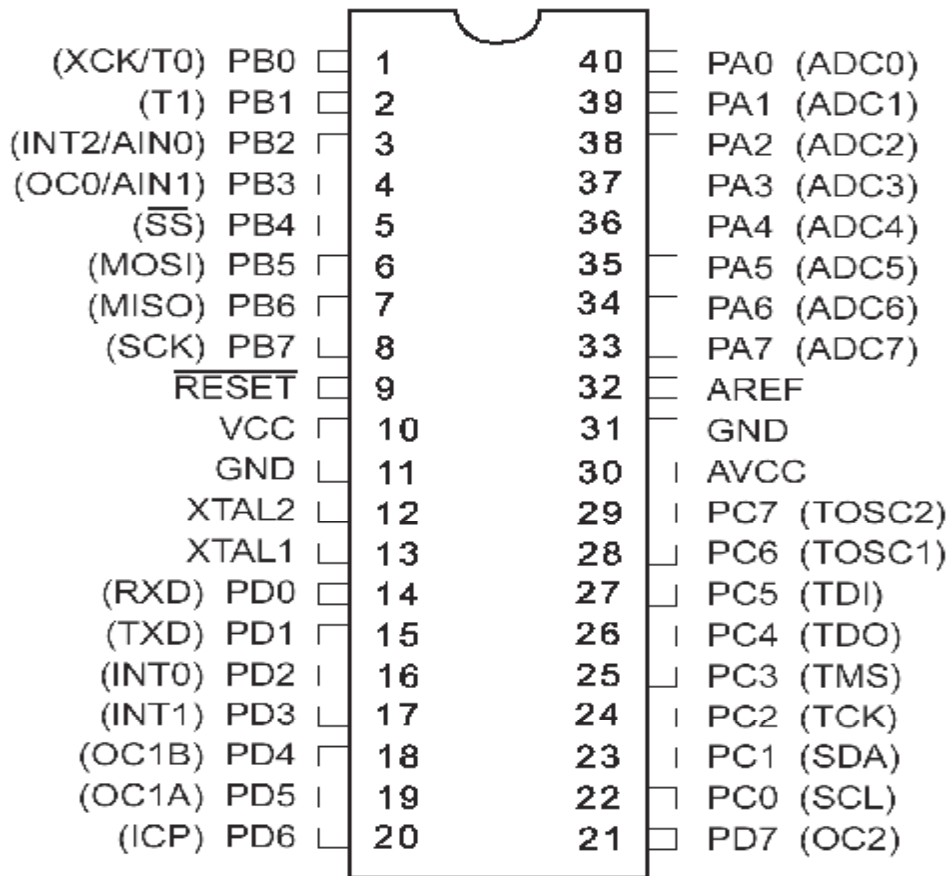 (XCK/T0) PB0 1 40 PA0 (ADC0)
(T1) PB1 2 39 PA1 (ADC1)
(INT2/AIN0) PB2 3 38 PA2 (ADC2)
(OC0/AIN1) PB3 4 37 PA3 (ADC3)
(S̅S̅) PB4 5 36 PA4 (ADC4)
(MOSI) PB5 6 35 PA5 (ADC5)
(MISO) PB6 7 34 PA6 (ADC6)
(SCK) PB7 8 33 PA7 (ADC7)
R̅E̅S̅E̅T̅ 9 32 AREF
VCC 10 31 GND
GND 11 30 AVCC
XTAL2 12 29 PC7 (TOSC2)
XTAL1 13 28 PC6 (TOSC1)
(RXD) PD0 14 27 PC5 (TDI)
(TXD) PD1 15 26 PC4 (TDO)
(INT0) PD2 16 25 PC3 (TMS)
(INT1) PD3 17 24 PC2 (TCK)
(OC1B) PD4 18 23 PC1 (SDA)
(OC1A) PD5 19 22 PC0 (SCL)
(ICP) PD6 20 21 PD7 (OC2)